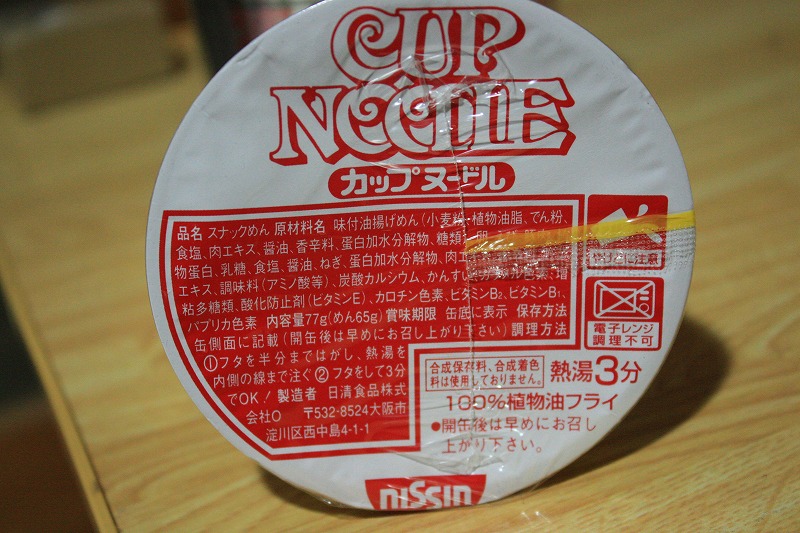 CUP
NOODLE
カップヌードル
品名 スナックめん 原材料名 味付油揚げめん(小麦粉、植物油脂、でん粉、
食塩、肉エキス、醤油、香辛料、蛋白加水分解物、糖類)
物蛋白、乳糖、食塩、醤油、ねぎ、蛋白加水分解物、肉エ
エキス、調味料(アミノ酸等)、炭酸カルシウム、かんすい、増
粘多糖類、酸化防止剤(ビタミンE)、カロチン色素、ビタミンB₂、ビタミンB₁、
パプリカ色素 内容量77g(めん65g) 賞味期限 缶底に表示 保存方法
缶側面に記載(開缶後は早めにお召し上がり下さい) 調理方法
①フタを半分まではがし、熱湯を
内側の線まで注ぐ②フタをして3分
でOK! 製造者 日清食品株式
会社O 〒532-8524大阪市
淀川区西中島4-1-1
やけどに注意
電子レンジ
調理不可
合成保存料、合成着色
料は使用しておりません。
熱湯3分
100%植物油フライ
●開缶後は早めにお召し
上がり下さい。
NISSIN